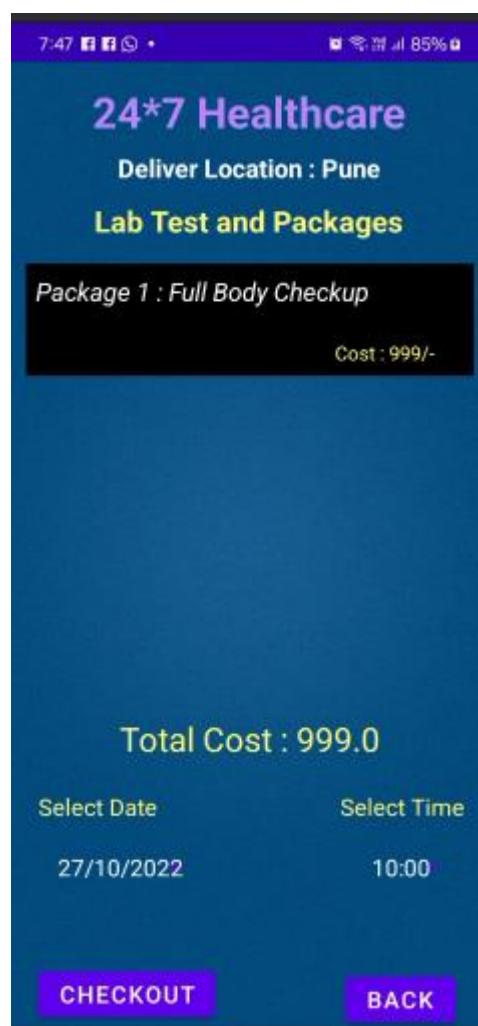 7:47 85%
24*7 Healthcare
Deliver Location : Pune
Lab Test and Packages
Package 1 : Full Body Checkup
Cost : 999/-
Total Cost : 999.0
Select Date Select Time
27/10/2022 10:00
CHECKOUT BACK